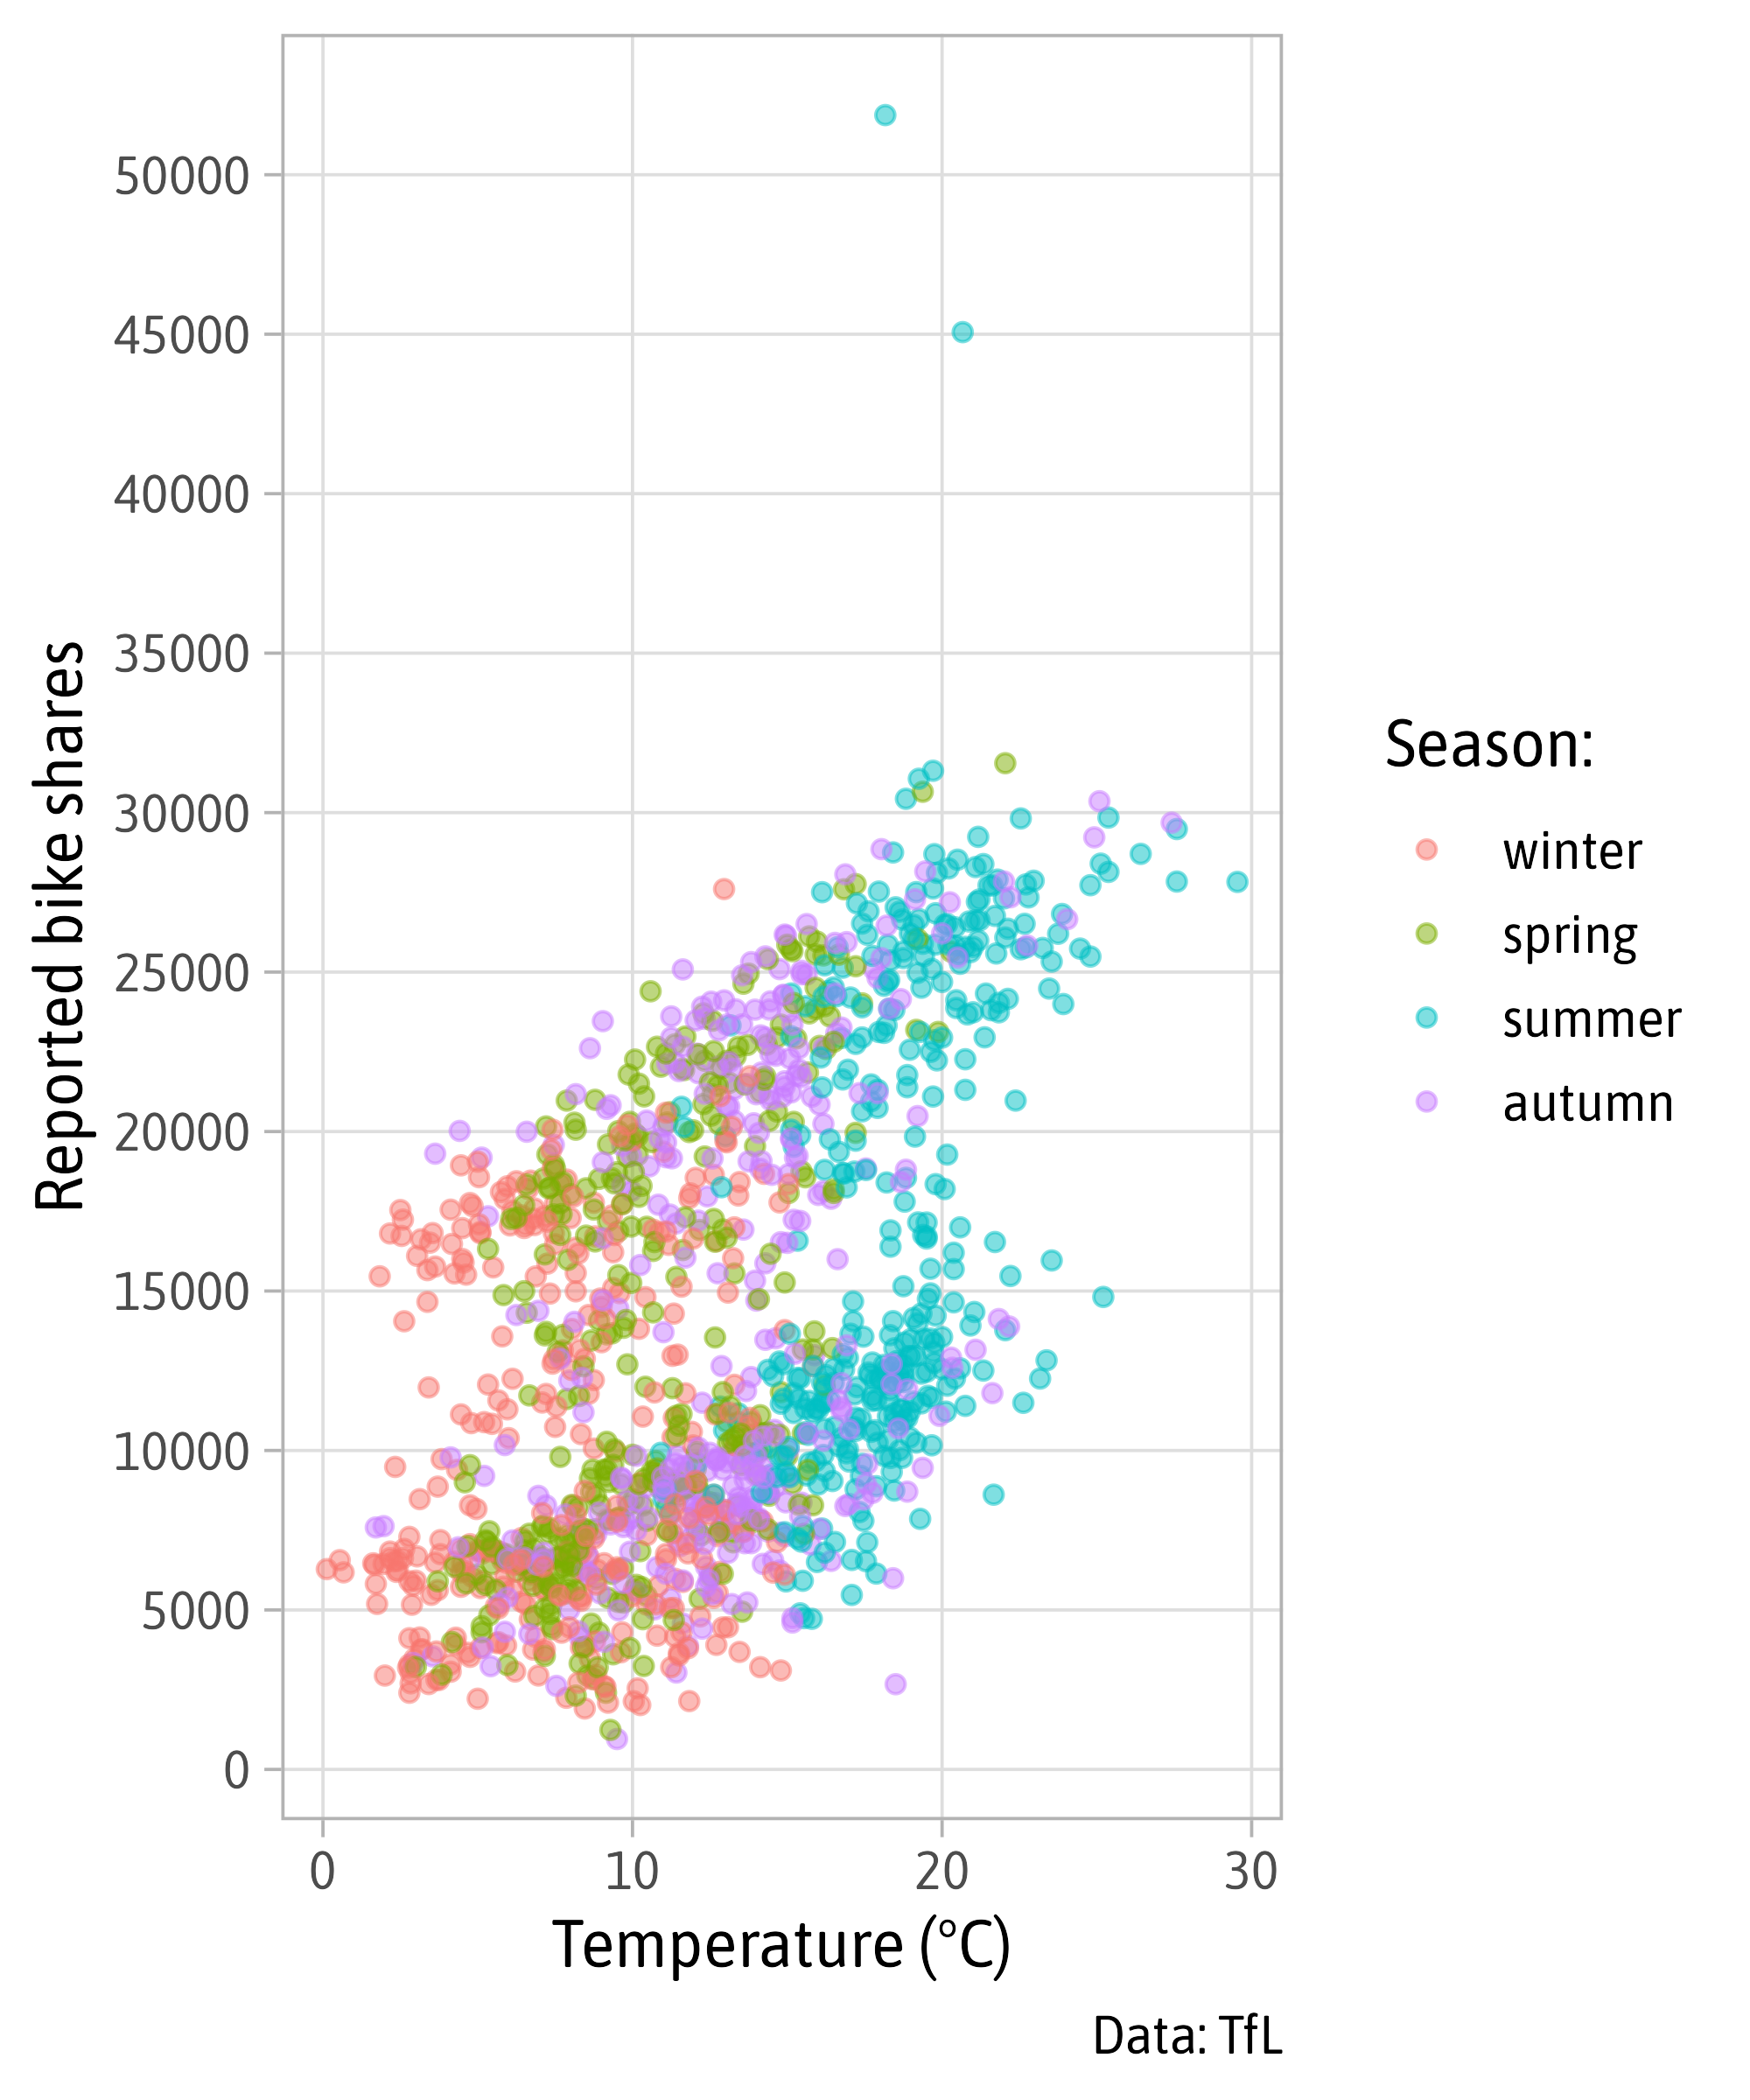 50000
45000
40000
35000
30000
25000
20000
15000
10000
5000
0
Reported bike shares
0 10 20 30
Temperature (°C)
Season:
winter
spring
summer
autumn
Data: TfL